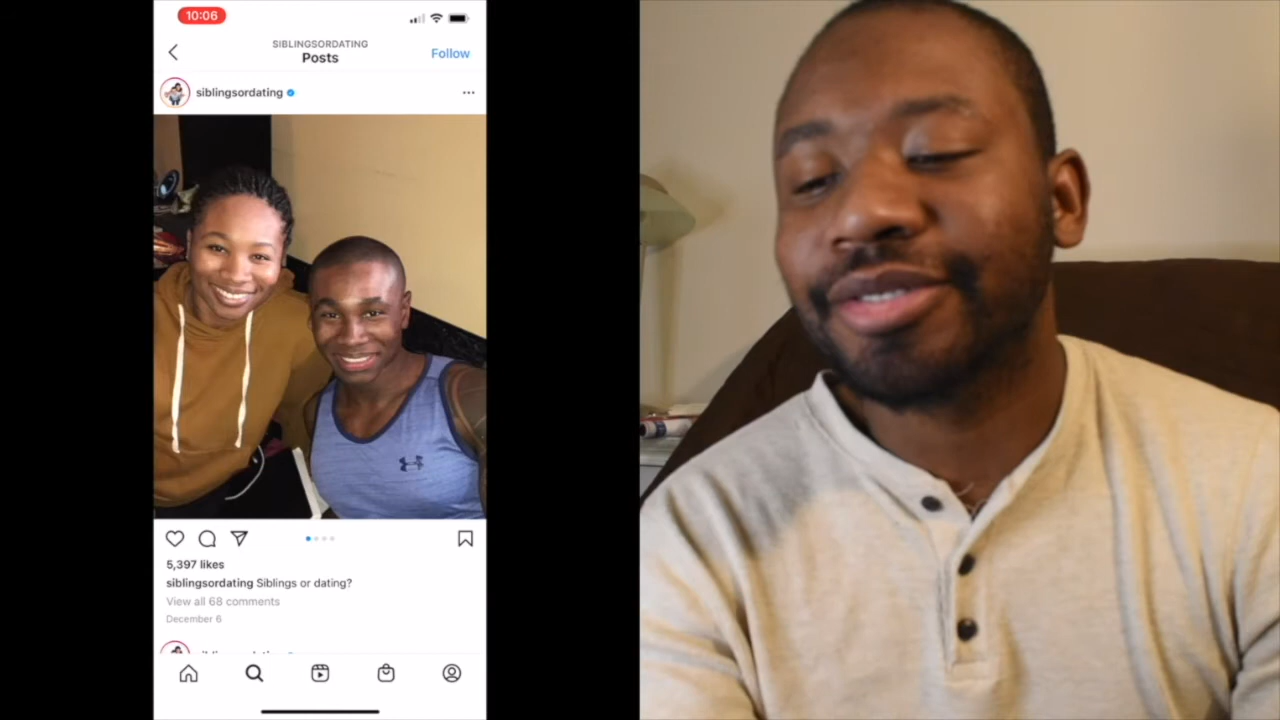 10:06
SIBLINGSORDATING
Posts
Follow
siblingsordating
5,397 likes
siblingsordating Siblings or dating?
View all 68 comments
December 6